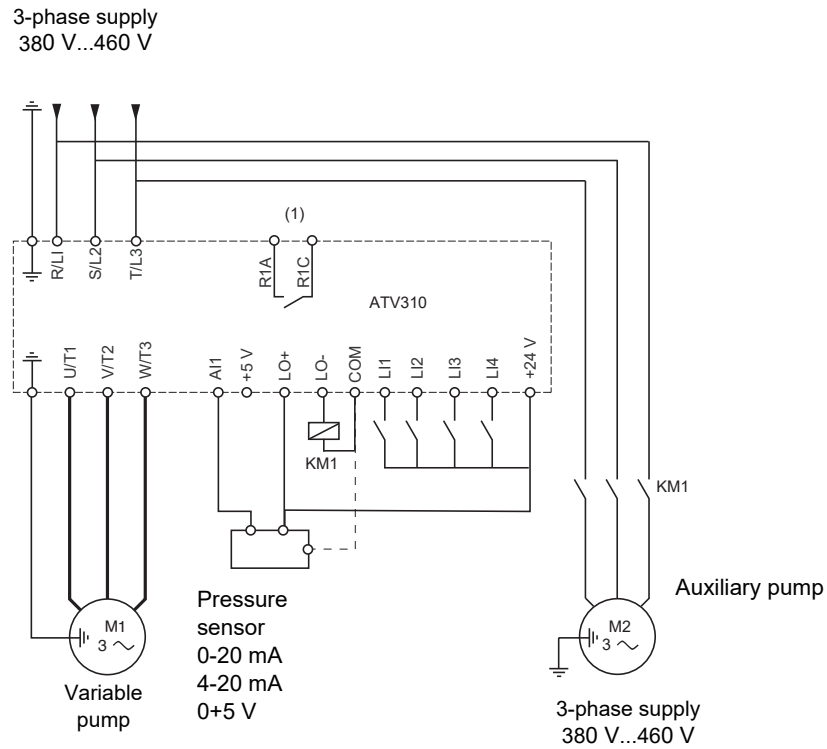 3-phase supply
380 V...460 V
(1)
R/LI
S/L2
T/L3
R1A
R1C
ATV310
U/T1
V/T2
W/T3
AI1
+5 V
LO+
LO-
COM
LI1
LI2
LI3
LI4
+24 V
KM1
KM1
M1
3
Variable
pump
Pressure
sensor
0-20 mA
4-20 mA
0+5 V
Auxiliary pump
M2
3
3-phase supply
380 V...460 V